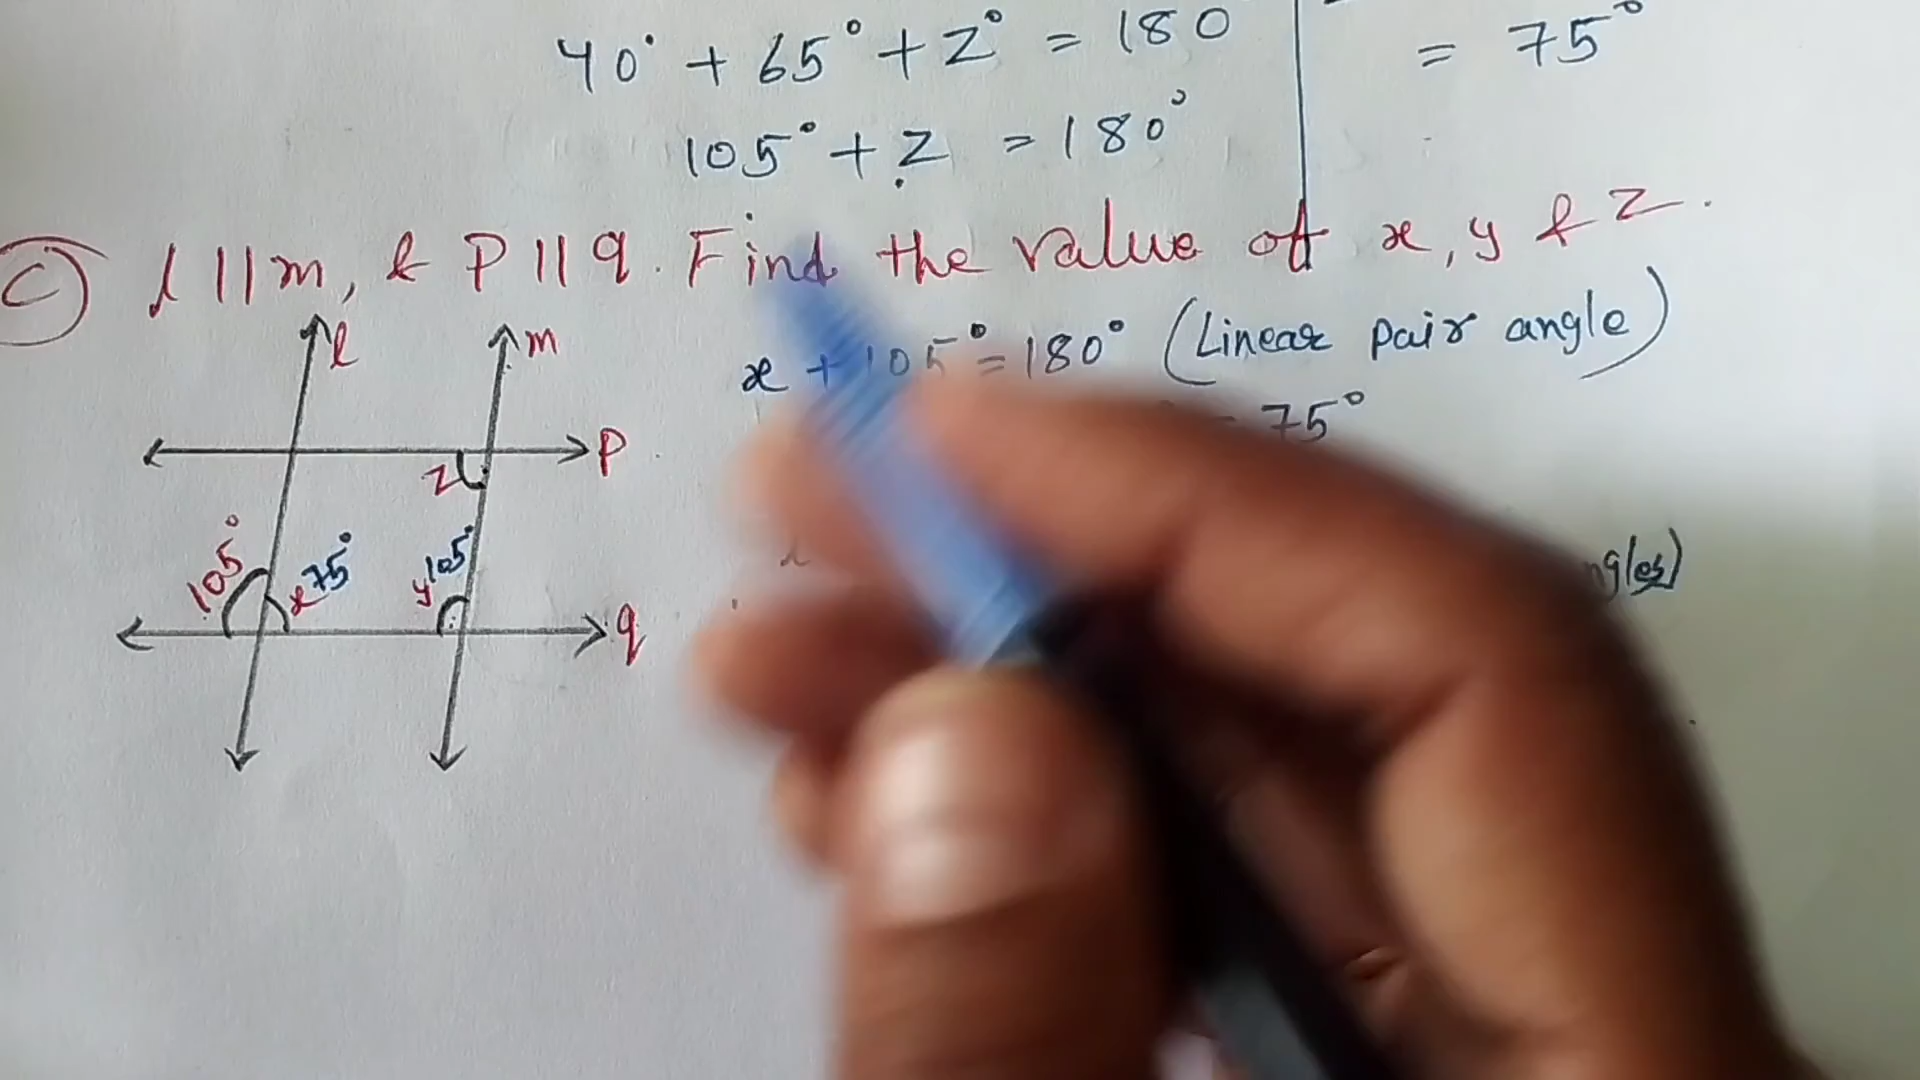 40° + 65° + Z° = 180
= 75°
105° + Z = 180°
C) l || m, & P || q. Find the value of x, y & Z.
x + 105° = 180° (Linear pair angle)
= 75°
l
m
P
Z
105°
x 75°
y 105°
q